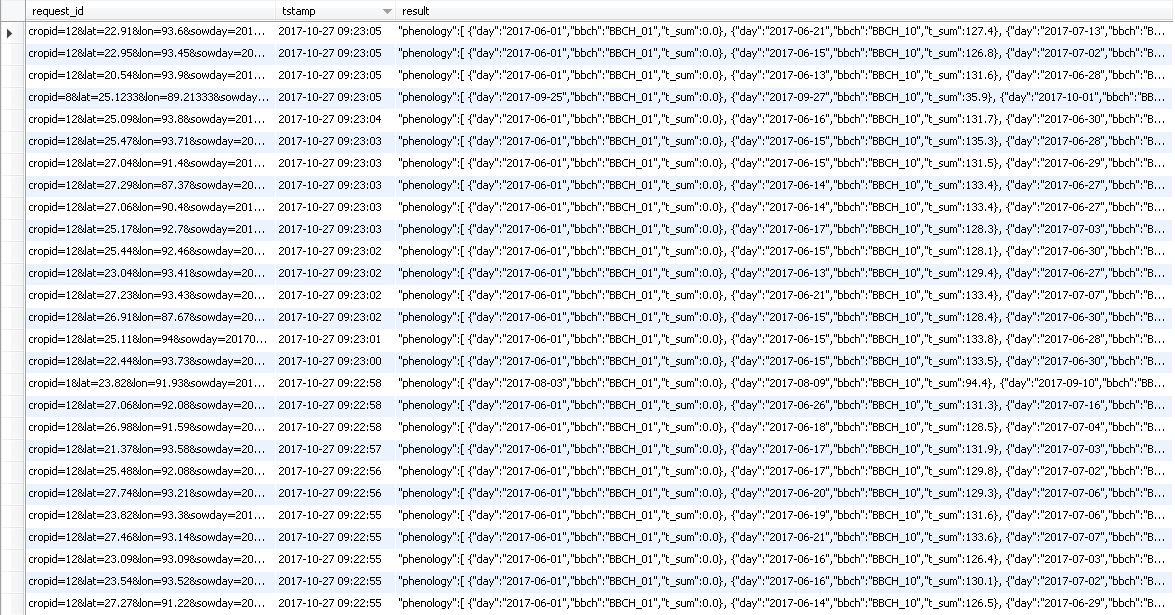 request_id tstamp result
cropid=12&lat=22.91&lon=93.6&sowday=201... 2017-10-27 09:23:05 "phenology":[ {"day":"2017-06-01","bbch":"BBCH_01","t_sum":0.0}, {"day":"2017-06-21","bbch":"BBCH_10","t_sum":127.4}, {"day":"2017-07-13","bbch":"B...
cropid=12&lat=22.95&lon=93.45&sowday=20... 2017-10-27 09:23:05 "phenology":[ {"day":"2017-06-01","bbch":"BBCH_01","t_sum":0.0}, {"day":"2017-06-15","bbch":"BBCH_10","t_sum":126.8}, {"day":"2017-07-02","bbch":"B...
cropid=12&lat=20.54&lon=93.9&sowday=201... 2017-10-27 09:23:05 "phenology":[ {"day":"2017-06-01","bbch":"BBCH_01","t_sum":0.0}, {"day":"2017-06-13","bbch":"BBCH_10","t_sum":131.6}, {"day":"2017-06-28","bbch":"B...
cropid=8&lat=25.1233&lon=89.21333&sowday... 2017-10-27 09:23:05 "phenology":[ {"day":"2017-09-25","bbch":"BBCH_01","t_sum":0.0}, {"day":"2017-09-27","bbch":"BBCH_10","t_sum":35.9}, {"day":"2017-10-01","bbch":"BB...
cropid=12&lat=25.09&lon=93.8&sowday=201... 2017-10-27 09:23:04 "phenology":[ {"day":"2017-06-01","bbch":"BBCH_01","t_sum":0.0}, {"day":"2017-06-16","bbch":"BBCH_10","t_sum":131.7}, {"day":"2017-06-30","bbch":"B...
cropid=12&lat=25.47&lon=93.71&sowday=20... 2017-10-27 09:23:03 "phenology":[ {"day":"2017-06-01","bbch":"BBCH_01","t_sum":0.0}, {"day":"2017-06-15","bbch":"BBCH_10","t_sum":135.3}, {"day":"2017-06-28","bbch":"B...
cropid=12&lat=27.04&lon=91.4&sowday=201... 2017-10-27 09:23:03 "phenology":[ {"day":"2017-06-01","bbch":"BBCH_01","t_sum":0.0}, {"day":"2017-06-15","bbch":"BBCH_10","t_sum":131.5}, {"day":"2017-06-29","bbch":"B...
cropid=12&lat=27.29&lon=87.37&sowday=20... 2017-10-27 09:23:03 "phenology":[ {"day":"2017-06-01","bbch":"BBCH_01","t_sum":0.0}, {"day":"2017-06-14","bbch":"BBCH_10","t_sum":133.4}, {"day":"2017-06-27","bbch":"B...
cropid=12&lat=27.06&lon=90.4&sowday=201... 2017-10-27 09:23:03 "phenology":[ {"day":"2017-06-01","bbch":"BBCH_01","t_sum":0.0}, {"day":"2017-06-14","bbch":"BBCH_10","t_sum":133.4}, {"day":"2017-06-27","bbch":"B...
cropid=12&lat=25.17&lon=92.7&sowday=201... 2017-10-27 09:23:03 "phenology":[ {"day":"2017-06-01","bbch":"BBCH_01","t_sum":0.0}, {"day":"2017-06-17","bbch":"BBCH_10","t_sum":128.3}, {"day":"2017-07-03","bbch":"B...
cropid=12&lat=25.44&lon=92.46&sowday=20... 2017-10-27 09:23:02 "phenology":[ {"day":"2017-06-01","bbch":"BBCH_01","t_sum":0.0}, {"day":"2017-06-15","bbch":"BBCH_10","t_sum":128.1}, {"day":"2017-06-30","bbch":"B...
cropid=12&lat=23.04&lon=93.41&sowday=20... 2017-10-27 09:23:02 "phenology":[ {"day":"2017-06-01","bbch":"BBCH_01","t_sum":0.0}, {"day":"2017-06-13","bbch":"BBCH_10","t_sum":129.4}, {"day":"2017-06-27","bbch":"B...
cropid=12&lat=27.23&lon=93.43&sowday=20... 2017-10-27 09:23:02 "phenology":[ {"day":"2017-06-01","bbch":"BBCH_01","t_sum":0.0}, {"day":"2017-06-21","bbch":"BBCH_10","t_sum":133.4}, {"day":"2017-07-07","bbch":"B...
cropid=12&lat=26.91&lon=87.67&sowday=20... 2017-10-27 09:23:02 "phenology":[ {"day":"2017-06-01","bbch":"BBCH_01","t_sum":0.0}, {"day":"2017-06-15","bbch":"BBCH_10","t_sum":128.4}, {"day":"2017-06-30","bbch":"B...
cropid=12&lat=25.11&lon=94&sowday=20170... 2017-10-27 09:23:01 "phenology":[ {"day":"2017-06-01","bbch":"BBCH_01","t_sum":0.0}, {"day":"2017-06-15","bbch":"BBCH_10","t_sum":133.8}, {"day":"2017-06-28","bbch":"B...
cropid=12&lat=22.44&lon=93.73&sowday=20... 2017-10-27 09:23:00 "phenology":[ {"day":"2017-06-01","bbch":"BBCH_01","t_sum":0.0}, {"day":"2017-06-15","bbch":"BBCH_10","t_sum":133.5}, {"day":"2017-06-30","bbch":"B...
cropid=1&lat=23.82&lon=91.93&sowday=201... 2017-10-27 09:22:58 "phenology":[ {"day":"2017-08-03","bbch":"BBCH_01","t_sum":0.0}, {"day":"2017-08-09","bbch":"BBCH_10","t_sum":94.4}, {"day":"2017-09-10","bbch":"BB...
cropid=12&lat=27.06&lon=92.08&sowday=20... 2017-10-27 09:22:58 "phenology":[ {"day":"2017-06-01","bbch":"BBCH_01","t_sum":0.0}, {"day":"2017-06-26","bbch":"BBCH_10","t_sum":131.3}, {"day":"2017-07-16","bbch":"B...
cropid=12&lat=26.98&lon=91.59&sowday=20... 2017-10-27 09:22:58 "phenology":[ {"day":"2017-06-01","bbch":"BBCH_01","t_sum":0.0}, {"day":"2017-06-18","bbch":"BBCH_10","t_sum":128.5}, {"day":"2017-07-04","bbch":"B...
cropid=12&lat=21.37&lon=93.58&sowday=20... 2017-10-27 09:22:57 "phenology":[ {"day":"2017-06-01","bbch":"BBCH_01","t_sum":0.0}, {"day":"2017-06-17","bbch":"BBCH_10","t_sum":131.9}, {"day":"2017-07-03","bbch":"B...
cropid=12&lat=25.48&lon=92.08&sowday=20... 2017-10-27 09:22:56 "phenology":[ {"day":"2017-06-01","bbch":"BBCH_01","t_sum":0.0}, {"day":"2017-06-17","bbch":"BBCH_10","t_sum":129.8}, {"day":"2017-07-02","bbch":"B...
cropid=12&lat=27.74&lon=93.21&sowday=20... 2017-10-27 09:22:56 "phenology":[ {"day":"2017-06-01","bbch":"BBCH_01","t_sum":0.0}, {"day":"2017-06-20","bbch":"BBCH_10","t_sum":129.3}, {"day":"2017-07-06","bbch":"B...
cropid=12&lat=23.82&lon=93.3&sowday=201... 2017-10-27 09:22:55 "phenology":[ {"day":"2017-06-01","bbch":"BBCH_01","t_sum":0.0}, {"day":"2017-06-19","bbch":"BBCH_10","t_sum":131.6}, {"day":"2017-07-06","bbch":"B...
cropid=12&lat=27.46&lon=93.14&sowday=20... 2017-10-27 09:22:55 "phenology":[ {"day":"2017-06-01","bbch":"BBCH_01","t_sum":0.0}, {"day":"2017-06-21","bbch":"BBCH_10","t_sum":133.6}, {"day":"2017-07-07","bbch":"B...
cropid=12&lat=23.09&lon=93.09&sowday=20... 2017-10-27 09:22:55 "phenology":[ {"day":"2017-06-01","bbch":"BBCH_01","t_sum":0.0}, {"day":"2017-06-16","bbch":"BBCH_10","t_sum":126.4}, {"day":"2017-07-03","bbch":"B...
cropid=12&lat=23.54&lon=93.52&sowday=20... 2017-10-27 09:22:55 "phenology":[ {"day":"2017-06-01","bbch":"BBCH_01","t_sum":0.0}, {"day":"2017-06-16","bbch":"BBCH_10","t_sum":130.1}, {"day":"2017-07-02","bbch":"B...
cropid=12&lat=27.27&lon=91.22&sowday=20... 2017-10-27 09:22:55 "phenology":[ {"day":"2017-06-01","bbch":"BBCH_01","t_sum":0.0}, {"day":"2017-06-14","bbch":"BBCH_10","t_sum":126.5}, {"day":"2017-06-29","bbch":"B...